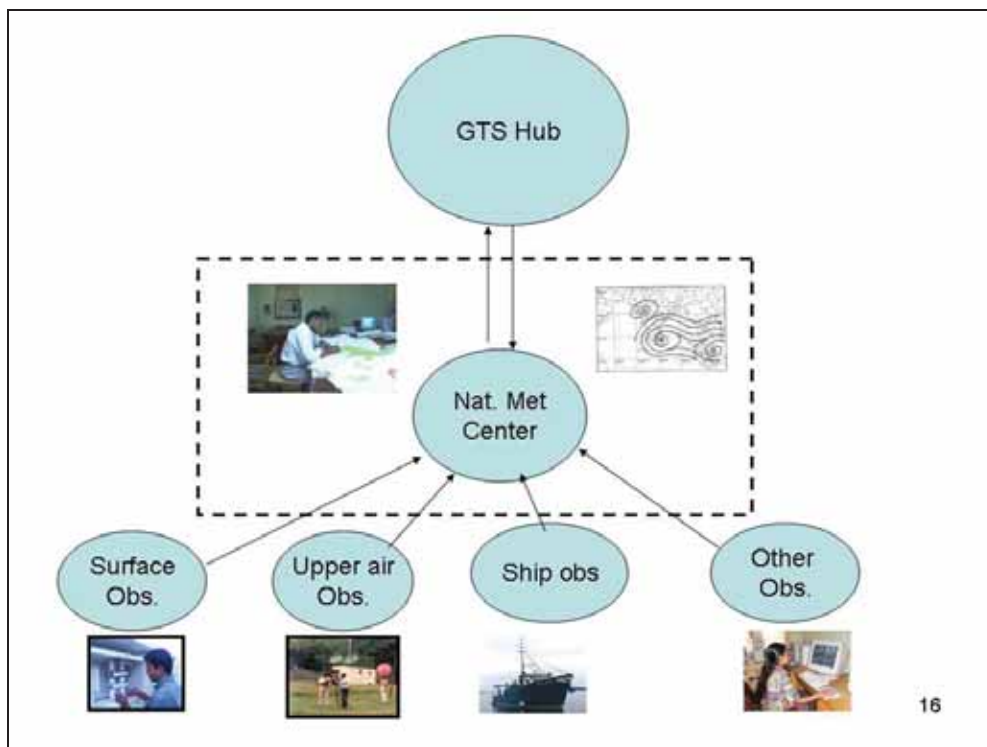 GTS Hub
Nat. Met
Center
Surface
Obs.
Upper air
Obs.
Ship obs
Other
Obs.
16